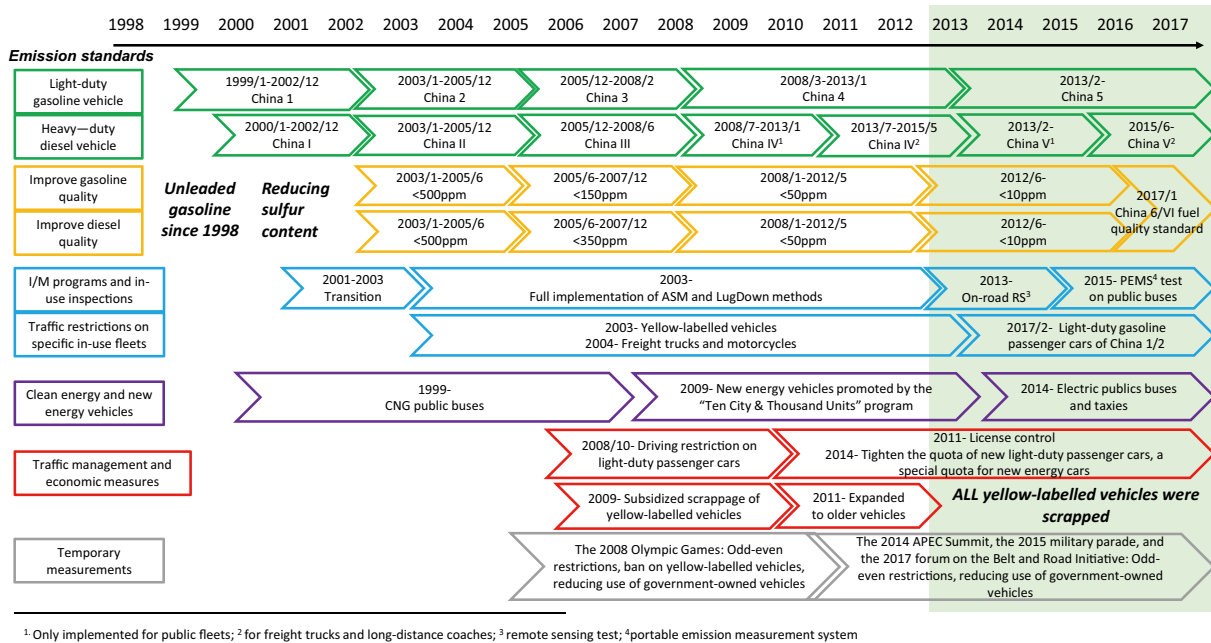 1998 1999 2000 2001 2002 2003 2004 2005 2006 2007 2008 2009 2010 2011 2012 2013 2014 2015 2016 2017
Emission standards
Light-duty
gasoline vehicle
1999/1-2002/12
China 1
2003/1-2005/12
China 2
2005/12-2008/2
China 3
2008/3-2013/1
China 4
2013/2-
China 5
Heavy—duty
diesel vehicle
2000/1-2002/12
China I
2003/1-2005/12
China II
2005/12-2008/6
China III
2008/7-2013/1
China IV¹
2013/7-2015/5
China IV²
2013/2-
China V¹
2015/6-
China V²
Improve gasoline
quality
Unleaded
gasoline
since 1998
Reducing
sulfur
content
2003/1-2005/6
<500ppm
2005/6-2007/12
<150ppm
2008/1-2012/5
<50ppm
2012/6-
<10ppm
2017/1
China 6/VI fuel
quality standard
Improve diesel
quality
2003/1-2005/6
<500ppm
2005/6-2007/12
<350ppm
2008/1-2012/5
<50ppm
2012/6-
<10ppm
I/M programs and in-
use inspections
2001-2003
Transition
2003-
Full implementation of ASM and LugDown methods
2013-
On-road RS³
2015- PEMS⁴ test
on public buses
Traffic restrictions on
specific in-use fleets
2003- Yellow-labelled vehicles
2004- Freight trucks and motorcycles
2017/2- Light-duty gasoline
passenger cars of China 1/2
Clean energy and new
energy vehicles
1999-
CNG public buses
2009- New energy vehicles promoted by the
“Ten City & Thousand Units” program
2014- Electric publics buses
and taxies
Traffic management and
economic measures
2008/10- Driving restriction on
light-duty passenger cars
2011- License control
2014- Tighten the quota of new light-duty passenger cars, a
special quota for new energy cars
2009- Subsidized scrappage of
yellow-labelled vehicles
2011- Expanded
to older vehicles
ALL yellow-labelled vehicles were
scrapped
Temporary
measurements
The 2008 Olympic Games: Odd-even
restrictions, ban on yellow-labelled vehicles,
reducing use of government-owned vehicles
The 2014 APEC Summit, the 2015 military parade, and
the 2017 forum on the Belt and Road Initiative: Odd-
even restrictions, reducing use of government-owned
vehicles
¹· Only implemented for public fleets; ² for freight trucks and long-distance coaches; ³ remote sensing test; ⁴portable emission measurement system